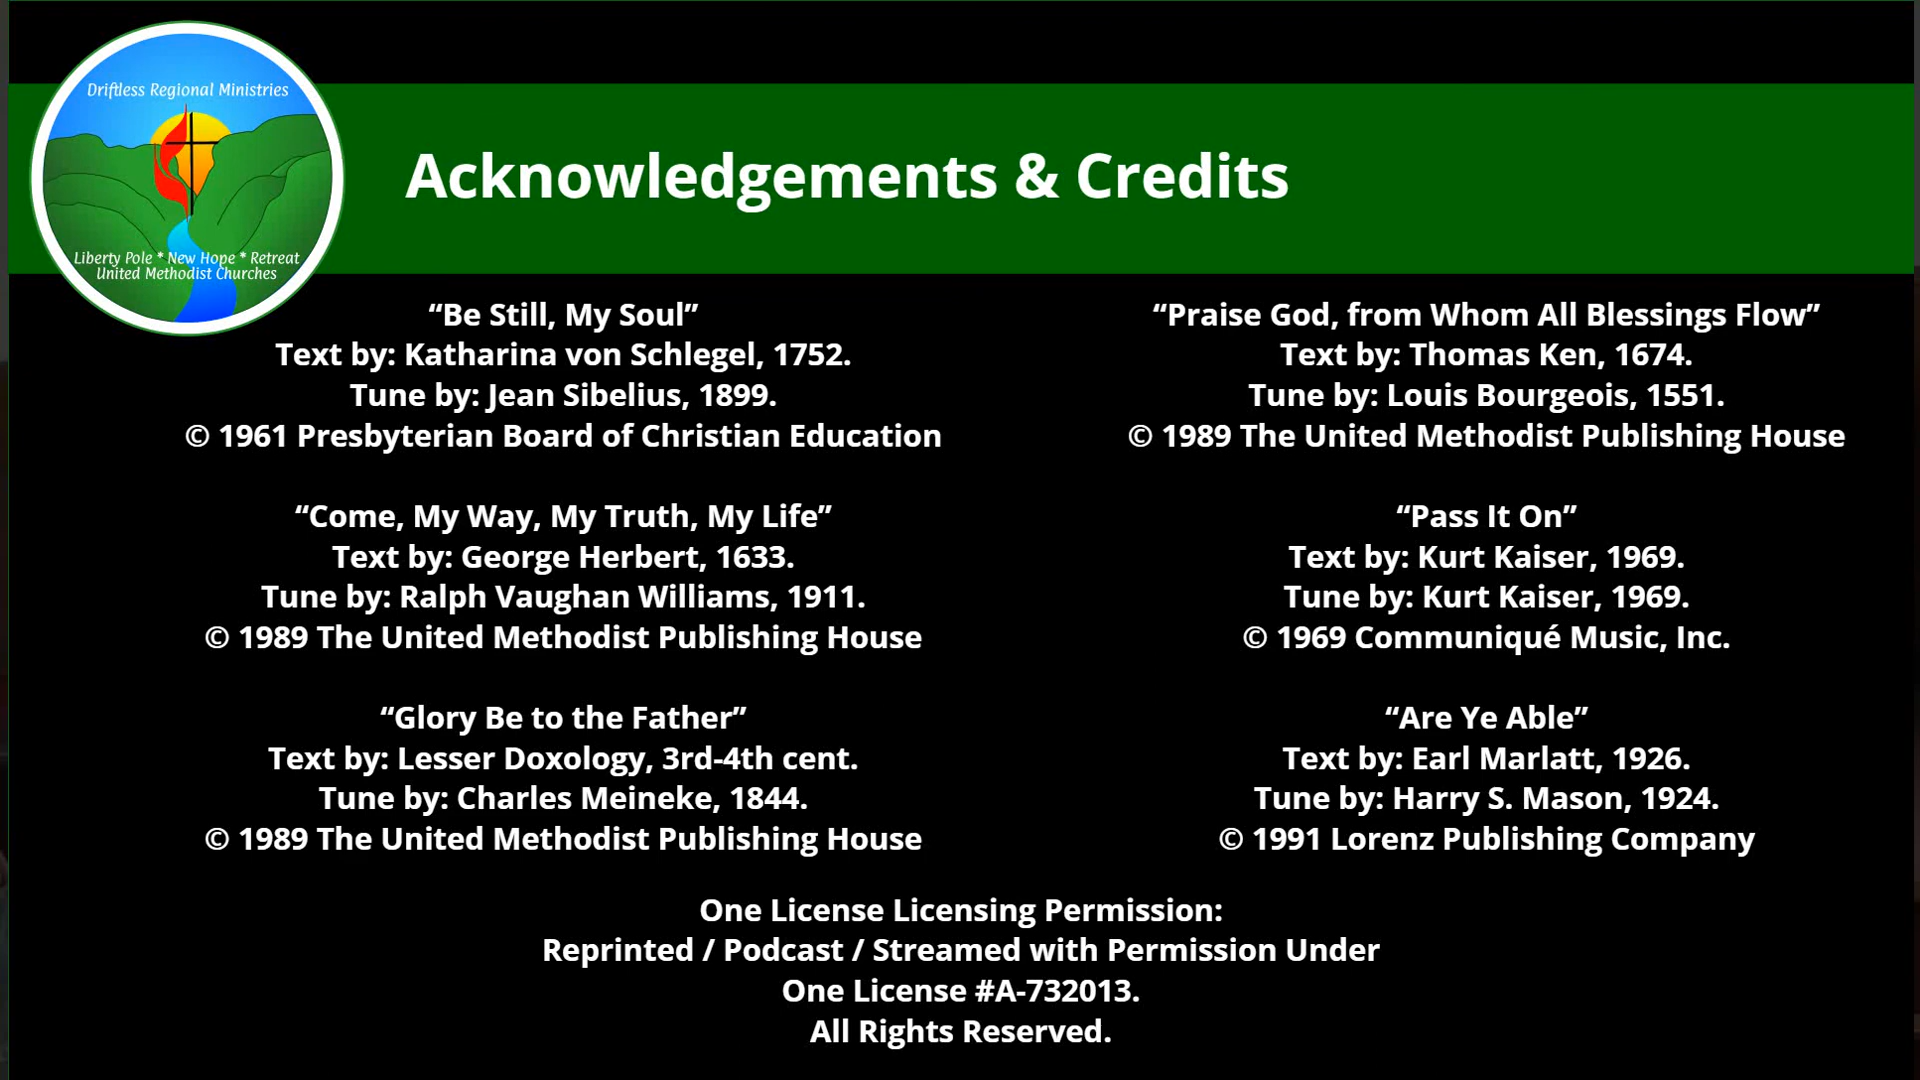 Driftless Regional Ministries
Liberty Pole * New Hope * Retreat
United Methodist Churches
Acknowledgements & Credits
“Be Still, My Soul”
Text by: Katharina von Schlegel, 1752.
Tune by: Jean Sibelius, 1899.
© 1961 Presbyterian Board of Christian Education
“Come, My Way, My Truth, My Life”
Text by: George Herbert, 1633.
Tune by: Ralph Vaughan Williams, 1911.
© 1989 The United Methodist Publishing House
“Glory Be to the Father”
Text by: Lesser Doxology, 3rd-4th cent.
Tune by: Charles Meineke, 1844.
© 1989 The United Methodist Publishing House
“Praise God, from Whom All Blessings Flow”
Text by: Thomas Ken, 1674.
Tune by: Louis Bourgeois, 1551.
© 1989 The United Methodist Publishing House
“Pass It On”
Text by: Kurt Kaiser, 1969.
Tune by: Kurt Kaiser, 1969.
© 1969 Communiqué Music, Inc.
“Are Ye Able”
Text by: Earl Marlatt, 1926.
Tune by: Harry S. Mason, 1924.
© 1991 Lorenz Publishing Company
One License Licensing Permission:
Reprinted / Podcast / Streamed with Permission Under
One License #A-732013.
All Rights Reserved.